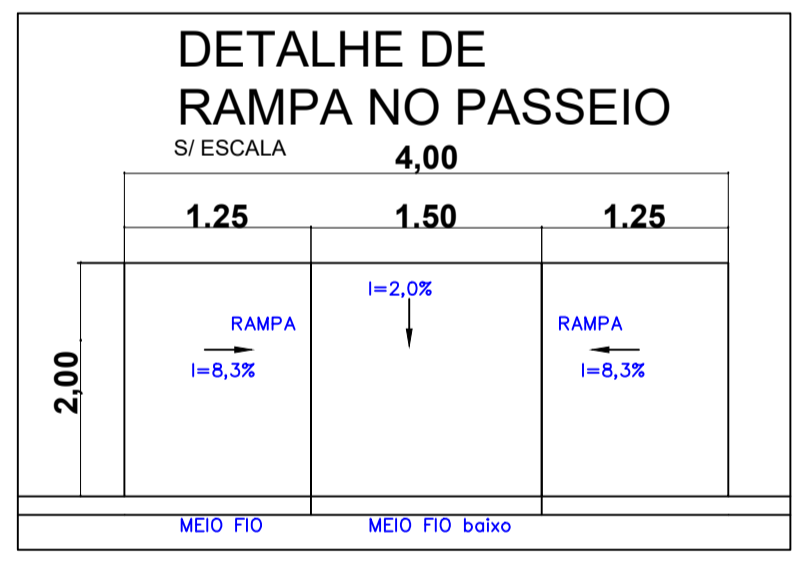 DETALHE DE
RAMPA NO PASSEIO
S/ ESCALA
4,00
1.25 1.50 1.25
I=2,0%
RAMPA RAMPA
I=8,3% I=8,3%
2,00
MEIO FIO MEIO FIO baixo